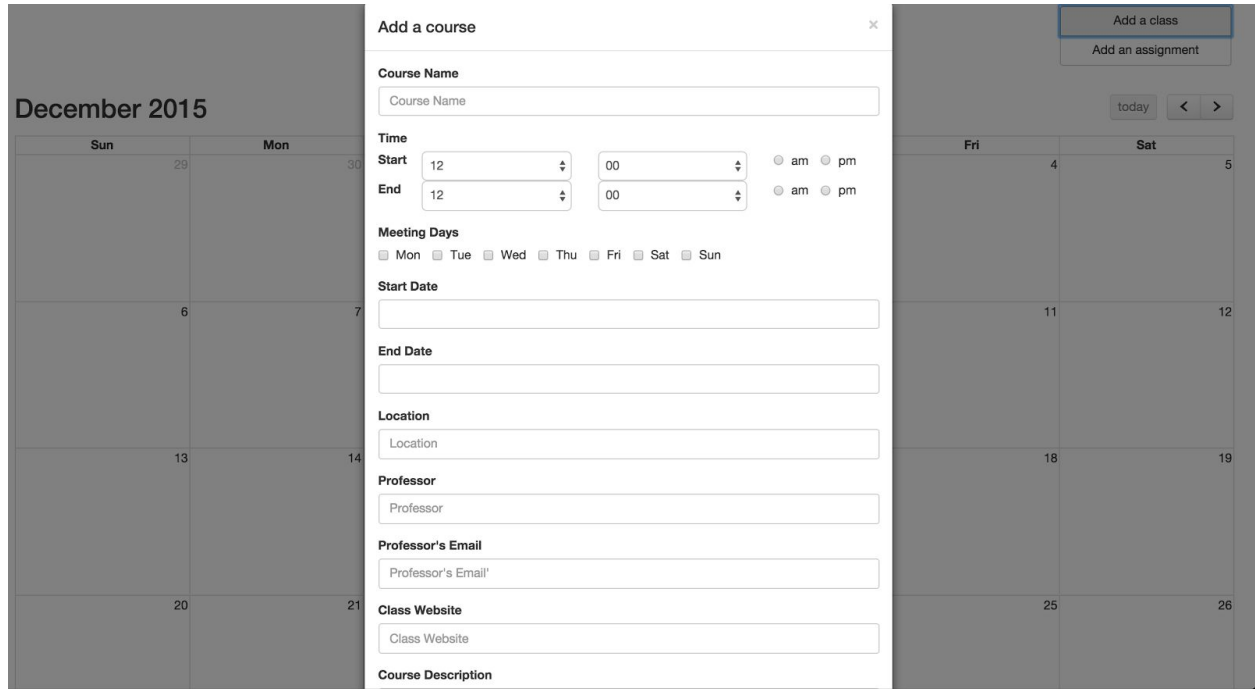 Add a course ×
Add a class
Add an assignment
December 2015
today < >
Sun Mon Fri Sat
29 30 4 5
6 7 11 12
13 14 18 19
20 21 25 26
Course Name
Course Name
Time
Start 12 00 am pm
End 12 00 am pm
Meeting Days
Mon Tue Wed Thu Fri Sat Sun
Start Date
End Date
Location
Location
Professor
Professor
Professor's Email
Professor's Email'
Class Website
Class Website
Course Description